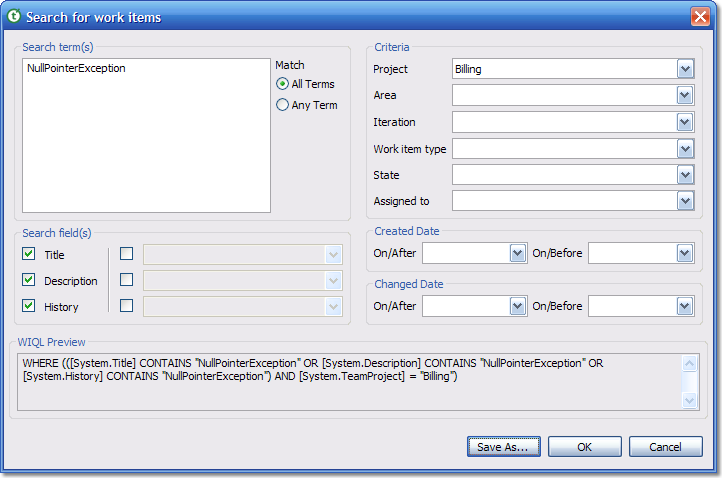 Search for work items
Search term(s)
NullPointerException
Match
All Terms
Any Term
Criteria
Project Billing
Area
Iteration
Work item type
State
Assigned to
Search field(s)
Title
Description
History
Created Date
On/After On/Before
Changed Date
On/After On/Before
WIQL Preview
WHERE (([System.Title] CONTAINS "NullPointerException" OR [System.Description] CONTAINS "NullPointerException" OR
[System.History] CONTAINS "NullPointerException") AND [System.TeamProject] = "Billing")
Save As... OK Cancel